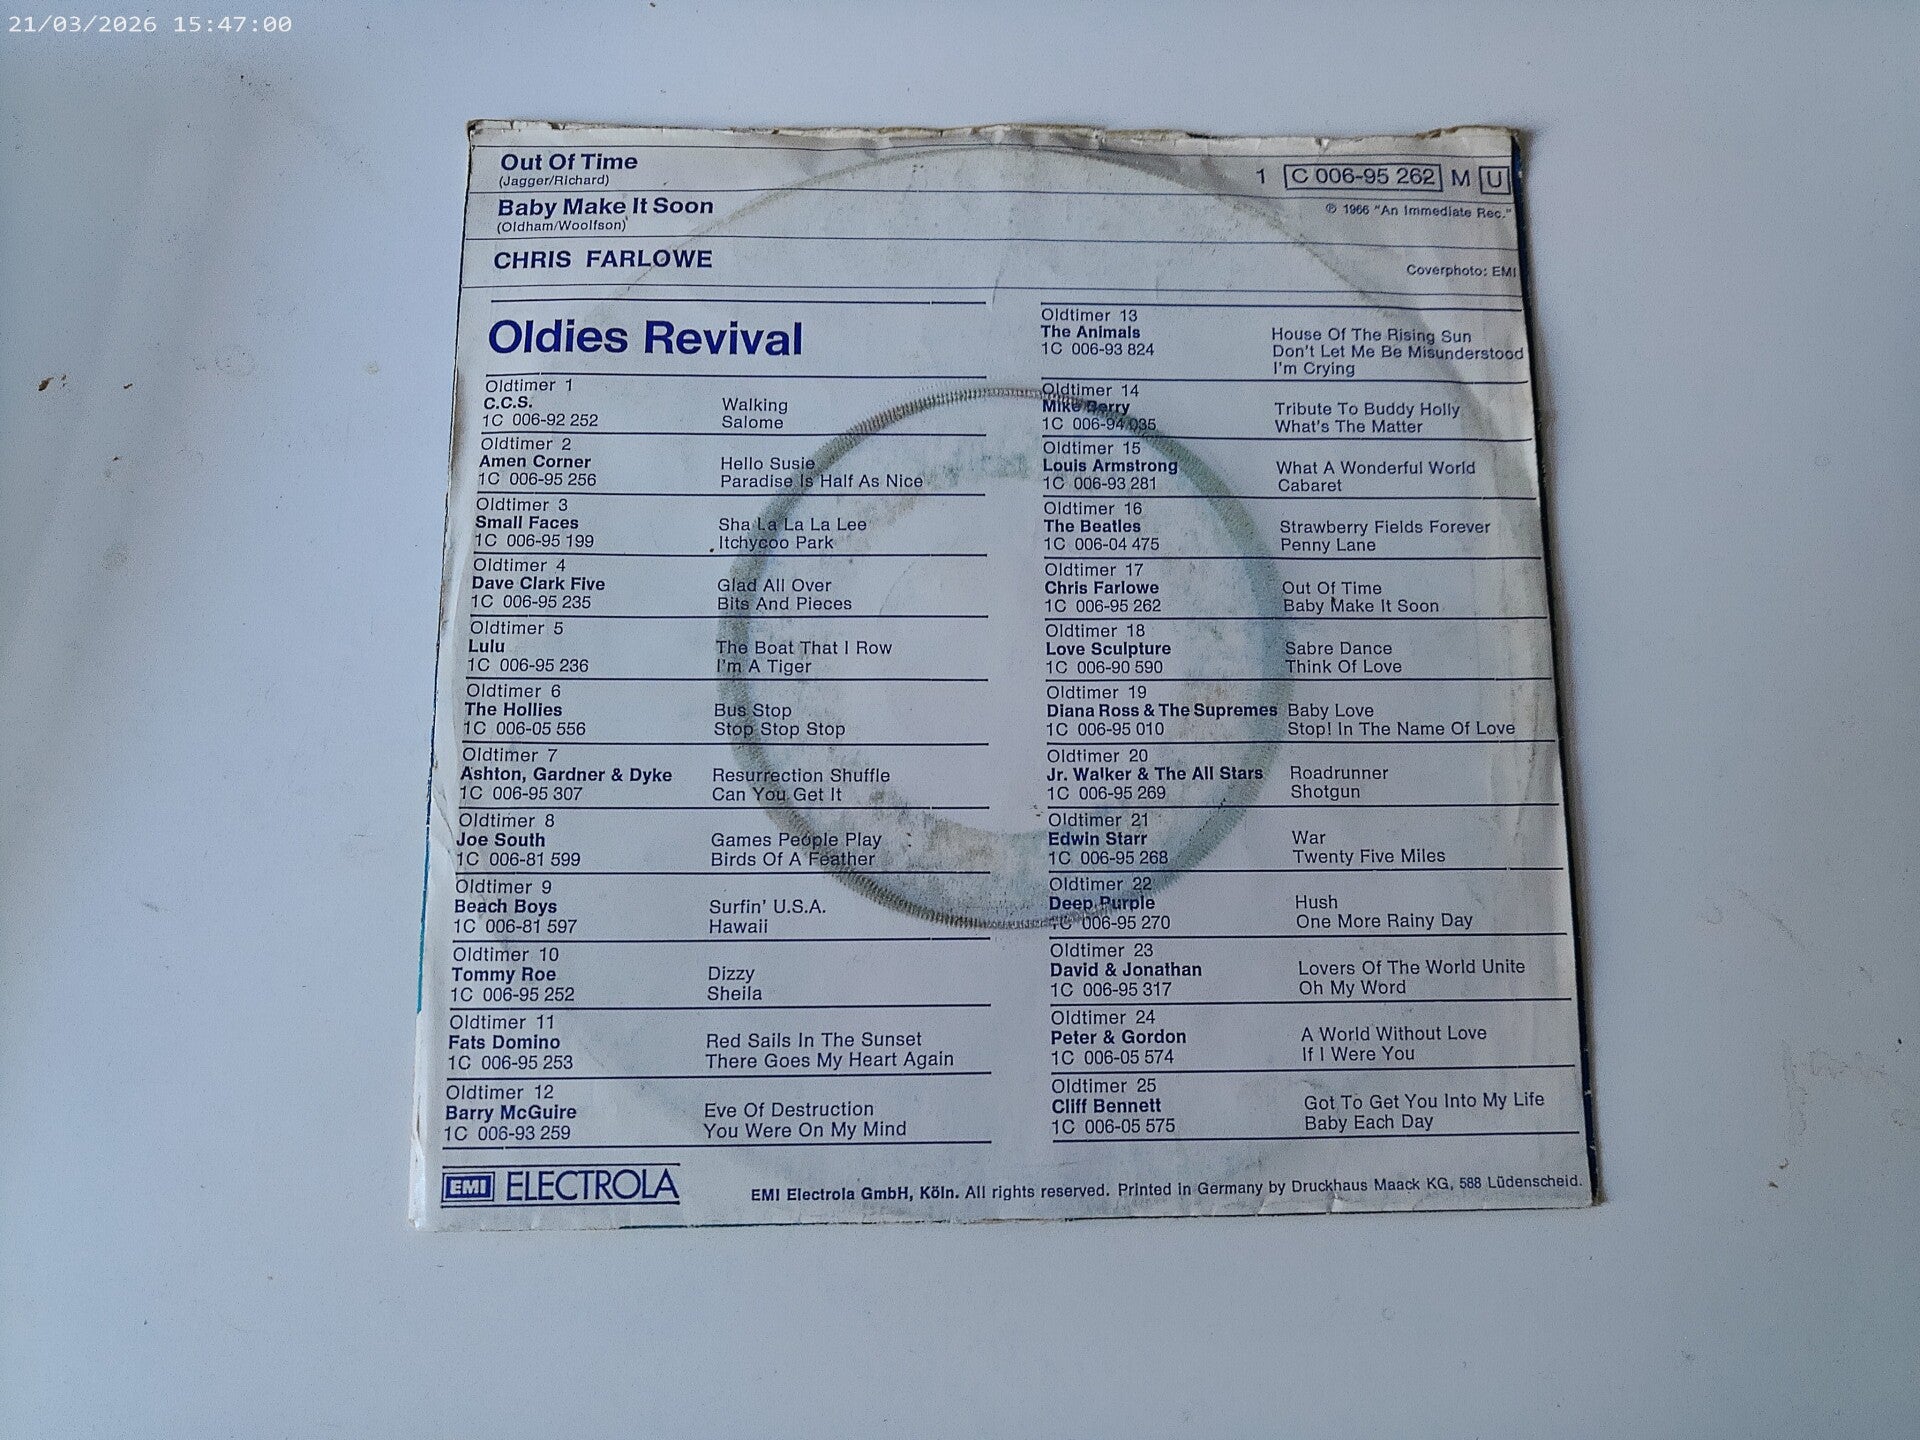 21/03/2026 15:47:00
Out Of Time
(Jagger/Richard)
1 C 006-95 262 M U
Baby Make It Soon
(Oldham/Woolfson)
℗ 1966 "An Immediate Rec."
CHRIS FARLOWE
Coverphoto: EMI
Oldies Revival
Oldtimer 1
C.C.S. Walking
1C 006-92 252 Salome
Oldtimer 2
Amen Corner Hello Susie
1C 006-95 256 Paradise Is Half As Nice
Oldtimer 3
Small Faces Sha La La La Lee
1C 006-95 199 Itchycoo Park
Oldtimer 4
Dave Clark Five Glad All Over
1C 006-95 235 Bits And Pieces
Oldtimer 5
Lulu The Boat That I Row
1C 006-95 236 I'm A Tiger
Oldtimer 6
The Hollies Bus Stop
1C 006-05 556 Stop Stop Stop
Oldtimer 7
Ashton, Gardner & Dyke Resurrection Shuffle
1C 006-95 307 Can You Get It
Oldtimer 8
Joe South Games People Play
1C 006-81 599 Birds Of A Feather
Oldtimer 9
Beach Boys Surfin' U.S.A.
1C 006-81 597 Hawaii
Oldtimer 10
Tommy Roe Dizzy
1C 006-95 252 Sheila
Oldtimer 11
Fats Domino Red Sails In The Sunset
1C 006-95 253 There Goes My Heart Again
Oldtimer 12
Barry McGuire Eve Of Destruction
1C 006-93 259 You Were On My Mind
Oldtimer 13
The Animals House Of The Rising Sun
1C 006-93 824 Don't Let Me Be Misunderstood
I'm Crying
Oldtimer 14
Mike Berry Tribute To Buddy Holly
1C 006-94 035 What's The Matter
Oldtimer 15
Louis Armstrong What A Wonderful World
1C 006-93 281 Cabaret
Oldtimer 16
The Beatles Strawberry Fields Forever
1C 006-04 475 Penny Lane
Oldtimer 17
Chris Farlowe Out Of Time
1C 006-95 262 Baby Make It Soon
Oldtimer 18
Love Sculpture Sabre Dance
1C 006-90 590 Think Of Love
Oldtimer 19
Diana Ross & The Supremes Baby Love
1C 006-95 010 Stop! In The Name Of Love
Oldtimer 20
Jr. Walker & The All Stars Roadrunner
1C 006-95 269 Shotgun
Oldtimer 21
Edwin Starr War
1C 006-95 268 Twenty Five Miles
Oldtimer 22
Deep Purple Hush
1C 006-95 270 One More Rainy Day
Oldtimer 23
David & Jonathan Lovers Of The World Unite
1C 006-95 317 Oh My Word
Oldtimer 24
Peter & Gordon A World Without Love
1C 006-05 574 If I Were You
Oldtimer 25
Cliff Bennett Got To Get You Into My Life
1C 006-05 575 Baby Each Day
EMI ELECTROLA
EMI Electrola GmbH, Köln. All rights reserved. Printed in Germany by Druckhaus Maack KG, 588 Lüdenscheid.